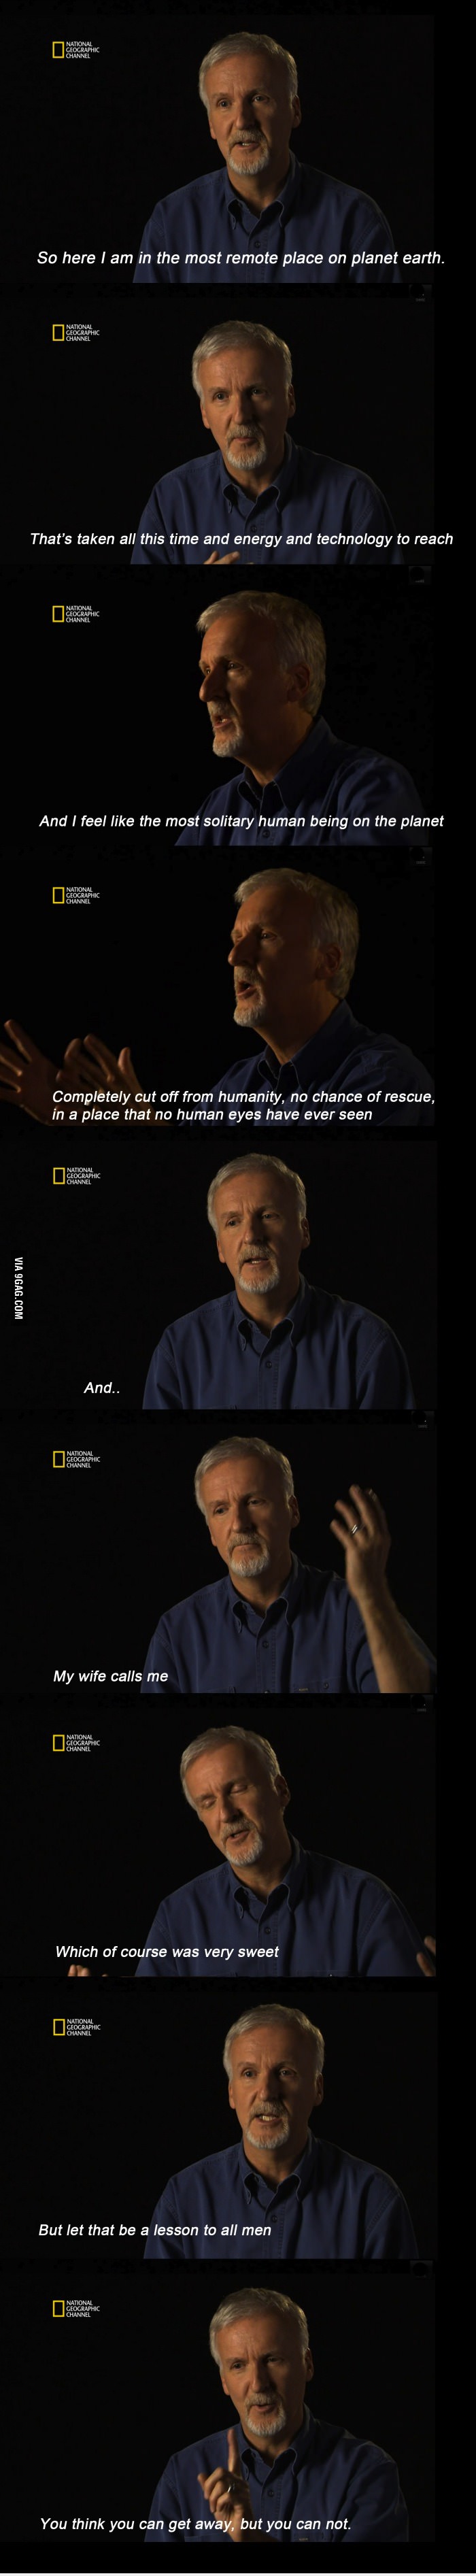 NATIONAL
GEOGRAPHIC
CHANNEL
So here I am in the most remote place on planet earth.
NATIONAL
GEOGRAPHIC
CHANNEL
That's taken all this time and energy and technology to reach
NATIONAL
GEOGRAPHIC
CHANNEL
And I feel like the most solitary human being on the planet
NATIONAL
GEOGRAPHIC
CHANNEL
Completely cut off from humanity, no chance of rescue,
in a place that no human eyes have ever seen
NATIONAL
GEOGRAPHIC
CHANNEL
VIA 9GAG.COM
And..
NATIONAL
GEOGRAPHIC
CHANNEL
My wife calls me
NATIONAL
GEOGRAPHIC
CHANNEL
Which of course was very sweet
NATIONAL
GEOGRAPHIC
CHANNEL
But let that be a lesson to all men
NATIONAL
GEOGRAPHIC
CHANNEL
You think you can get away, but you can not.